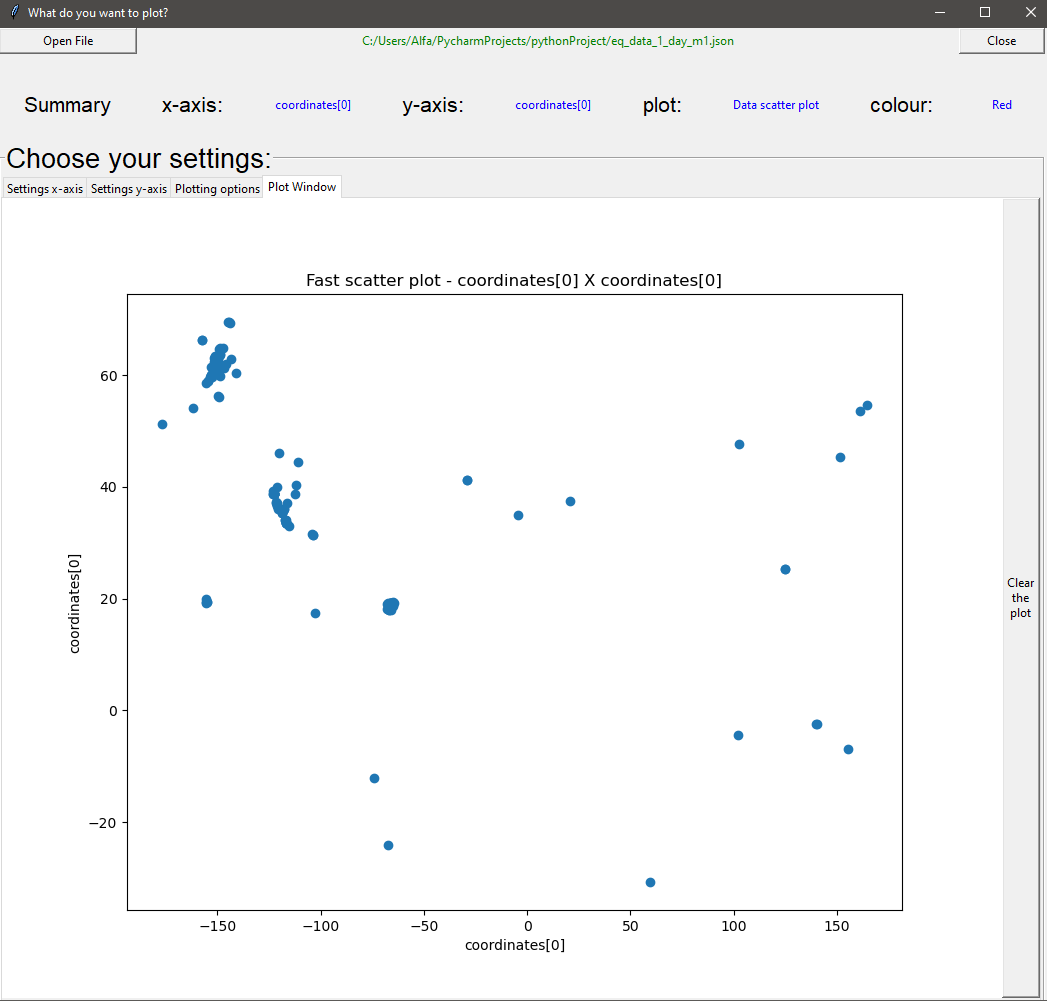 What do you want to plot?
Open File
C:/Users/Alfa/PycharmProjects/pythonProject/eq_data_1_day_m1.json
Close
Summary x-axis: coordinates[0] y-axis: coordinates[0] plot: Data scatter plot colour: Red
Choose your settings:
Settings x-axis Settings y-axis Plotting options Plot Window
Fast scatter plot - coordinates[0] X coordinates[0]
60
40
20
0
−20
coordinates[0]
−150 −100 −50 0 50 100 150
coordinates[0]
Clear
the
plot